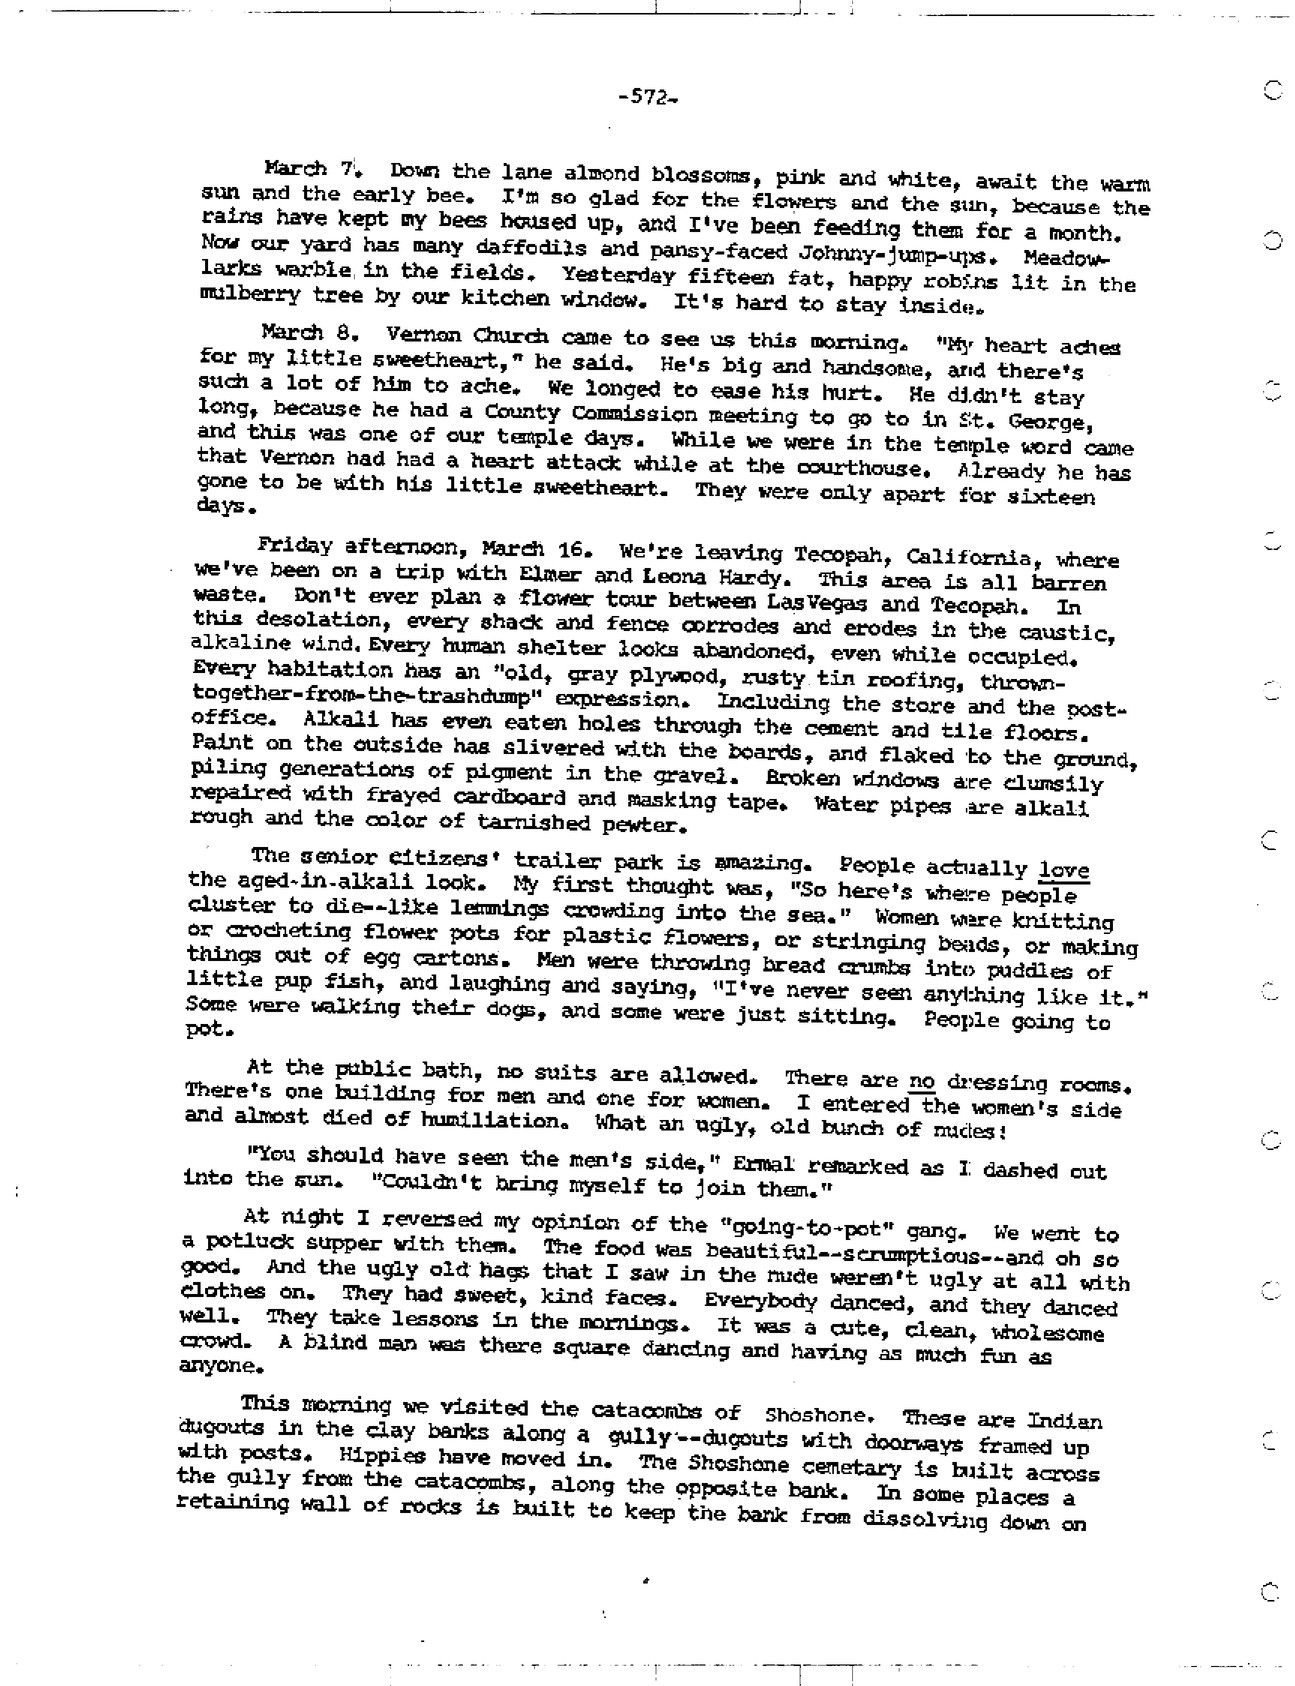 -572-
March 7. Down the lane almond blossoms, pink and white, await the warm
sun and the early bee. I'm so glad for the flowers and the sun, because the
rains have kept my bees housed up, and I've been feeding them for a month.
Now our yard has many daffodils and pansy-faced Johnny-jump-ups. Meadow-
larks warble in the fields. Yesterday fifteen fat, happy robins lit in the
mulberry tree by our kitchen window. It's hard to stay inside.
March 8. Vernon Church came to see us this morning. "My heart aches
for my little sweetheart," he said. He's big and handsome, and there's
such a lot of him to ache. We longed to ease his hurt. He didn't stay
long, because he had a County Commission meeting to go to in St. George,
and this was one of our temple days. While we were in the temple word came
that Vernon had had a heart attack while at the courthouse. Already he has
gone to be with his little sweetheart. They were only apart for sixteen
days.
Friday afternoon, March 16. We're leaving Tecopah, California, where
we've been on a trip with Elmer and Leona Hardy. This area is all barren
waste. Don't ever plan a flower tour between LasVegas and Tecopah. In
this desolation, every shack and fence corrodes and erodes in the caustic,
alkaline wind. Every human shelter looks abandoned, even while occupied.
Every habitation has an "old, gray plywood, rusty tin roofing, thrown-
together-from-the-trashdump" expression. Including the store and the post-
office. Alkali has even eaten holes through the cement and tile floors.
Paint on the outside has slivered with the boards, and flaked to the ground,
piling generations of pigment in the gravel. Broken windows are clumsily
repaired with frayed cardboard and masking tape. Water pipes are alkali
rough and the color of tarnished pewter.
The senior citizens' trailer park is amazing. People actually love
the aged-in-alkali look. My first thought was, "So here's where people
cluster to die--like lemmings crowding into the sea." Women were knitting
or crocheting flower pots for plastic flowers, or stringing beads, or making
things out of egg cartons. Men were throwing bread crumbs into puddles of
little pup fish, and laughing and saying, "I've never seen anything like it."
Some were walking their dogs, and some were just sitting. People going to
pot.
At the public bath, no suits are allowed. There are no dressing rooms.
There's one building for men and one for women. I entered the women's side
and almost died of humiliation. What an ugly, old bunch of nudes!
"You should have seen the men's side," Ermal remarked as I dashed out
into the sun. "Couldn't bring myself to join them."
At night I reversed my opinion of the "going-to-pot" gang. We went to
a potluck supper with them. The food was beautiful--scrumptious--and oh so
good. And the ugly old hags that I saw in the nude weren't ugly at all with
clothes on. They had sweet, kind faces. Everybody danced, and they danced
well. They take lessons in the mornings. It was a cute, clean, wholesome
crowd. A blind man was there square dancing and having as much fun as
anyone.
This morning we visited the catacombs of Shoshone. These are Indian
dugouts in the clay banks along a gully--dugouts with doorways framed up
with posts. Hippies have moved in. The Shoshone cemetary is built across
the gully from the catacombs, along the opposite bank. In some places a
retaining wall of rocks is built to keep the bank from dissolving down on